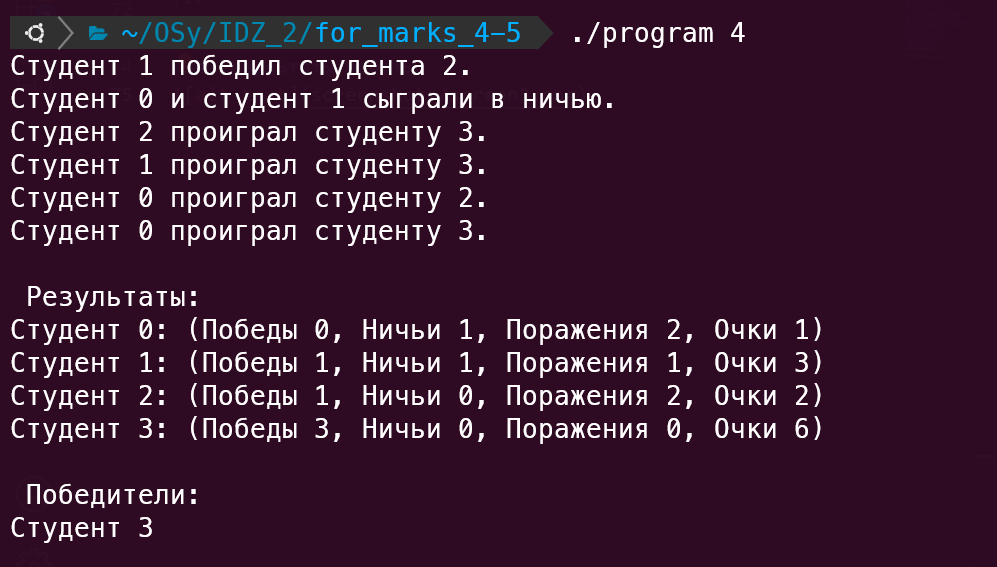 ~/OSy/IDZ_2/for_marks_4-5 ./program 4
Студент 1 победил студента 2.
Студент 0 и студент 1 сыграли в ничью.
Студент 2 проиграл студенту 3.
Студент 1 проиграл студенту 3.
Студент 0 проиграл студенту 2.
Студент 0 проиграл студенту 3.
Результаты:
Студент 0: (Победы 0, Ничьи 1, Поражения 2, Очки 1)
Студент 1: (Победы 1, Ничьи 1, Поражения 1, Очки 3)
Студент 2: (Победы 1, Ничьи 0, Поражения 2, Очки 2)
Студент 3: (Победы 3, Ничьи 0, Поражения 0, Очки 6)
Победители:
Студент 3